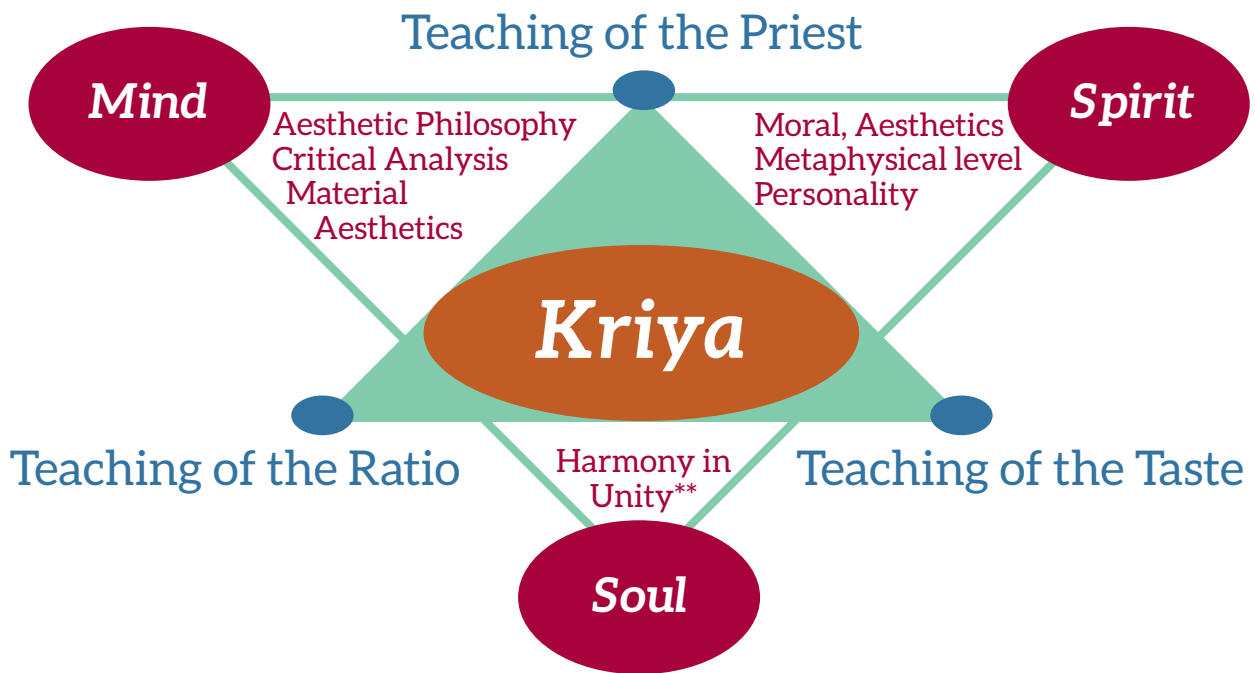 Teaching of the Priest
Mind
Spirit
Aesthetic Philosophy
Critical Analysis
Material
Aesthetics
Moral, Aesthetics
Metaphysical level
Personality
Kriya
Teaching of the Ratio
Harmony in
Unity**
Teaching of the Taste
Soul